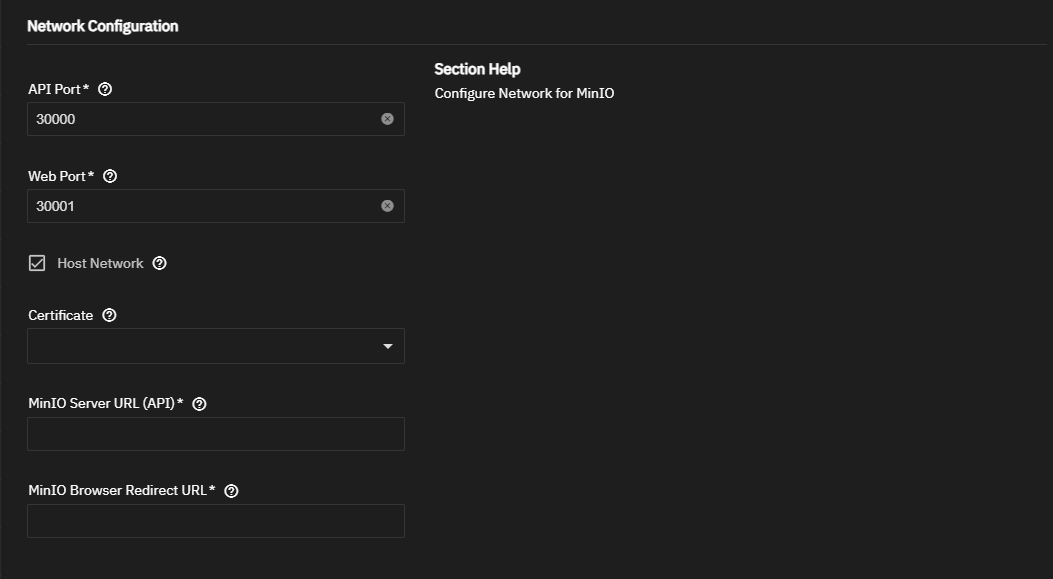 Network Configuration
Section Help
Configure Network for MinIO
API Port*
30000
Web Port*
30001
Host Network
Certificate
MinIO Server URL (API)*
MinIO Browser Redirect URL*